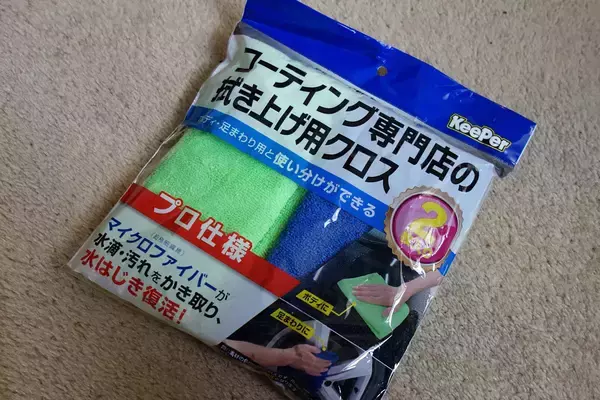 KeePer
コーティング専門店の
拭き上げ用クロス
ボディ・足まわり用と使い分けができる
2
プロ仕様
マイクロファイバーが
水滴・汚れをかき取り、
水はじき復活!
ボディに
足まわりに